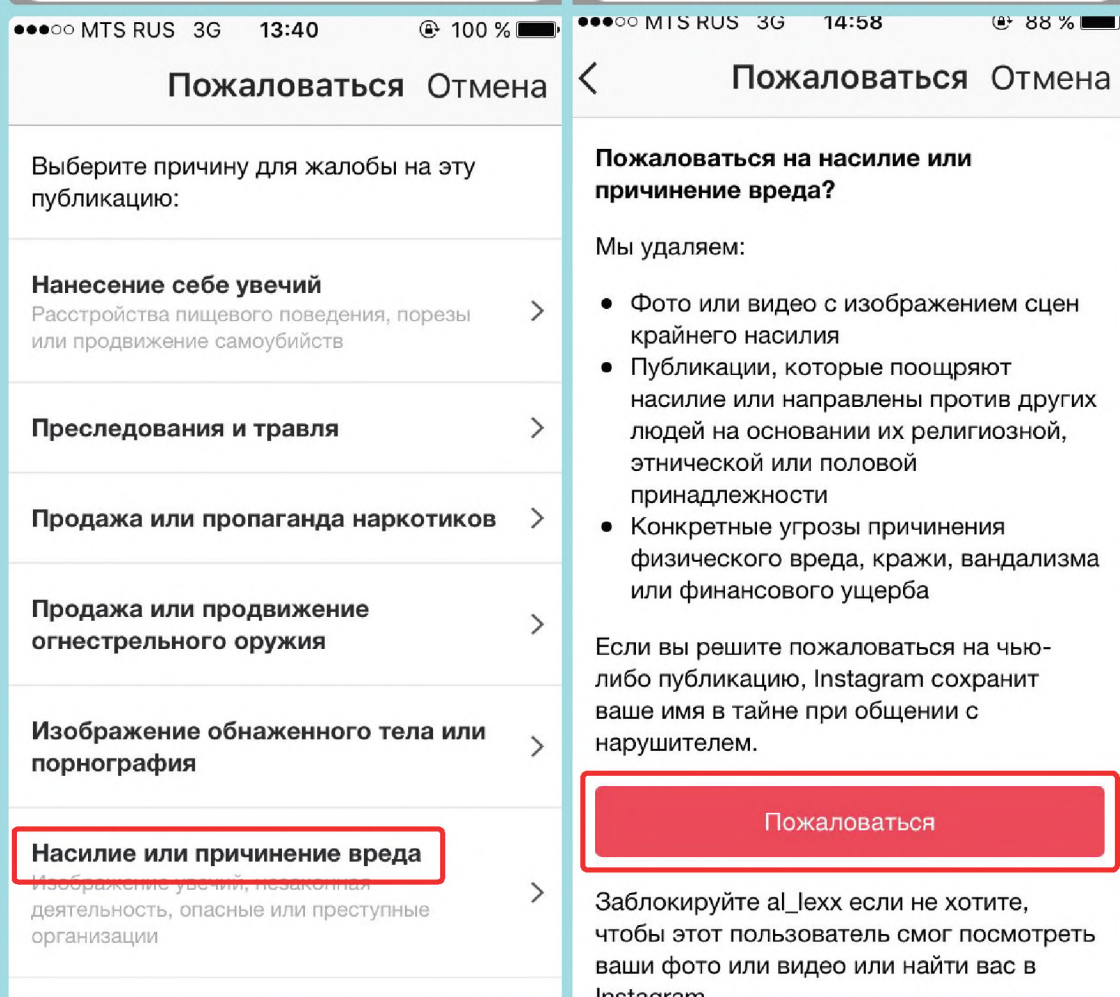 MTS RUS 3G 13:40 100 %
Пожаловаться Отмена
Выберите причину для жалобы на эту
публикацию:
Нанесение себе увечий
Расстройства пищевого поведения, порезы
или продвижение самоубийств
Преследования и травля
Продажа или пропаганда наркотиков
Продажа или продвижение
огнестрельного оружия
Изображение обнаженного тела или
порнография
Насилие или причинение вреда
Изображение увечий, незаконная
деятельность, опасные или преступные
организации
MTS RUS 3G 14:58 88 %
Пожаловаться Отмена
Пожаловаться на насилие или
причинение вреда?
Мы удаляем:
• Фото или видео с изображением сцен
крайнего насилия
• Публикации, которые поощряют
насилие или направлены против других
людей на основании их религиозной,
этнической или половой
принадлежности
• Конкретные угрозы причинения
физического вреда, кражи, вандализма
или финансового ущерба
Если вы решите пожаловаться на чью-
либо публикацию, Instagram сохранит
ваше имя в тайне при общении с
нарушителем.
Пожаловаться
Заблокируйте al_lexx если не хотите,
чтобы этот пользователь смог посмотреть
ваши фото или видео или найти вас в
Instagram